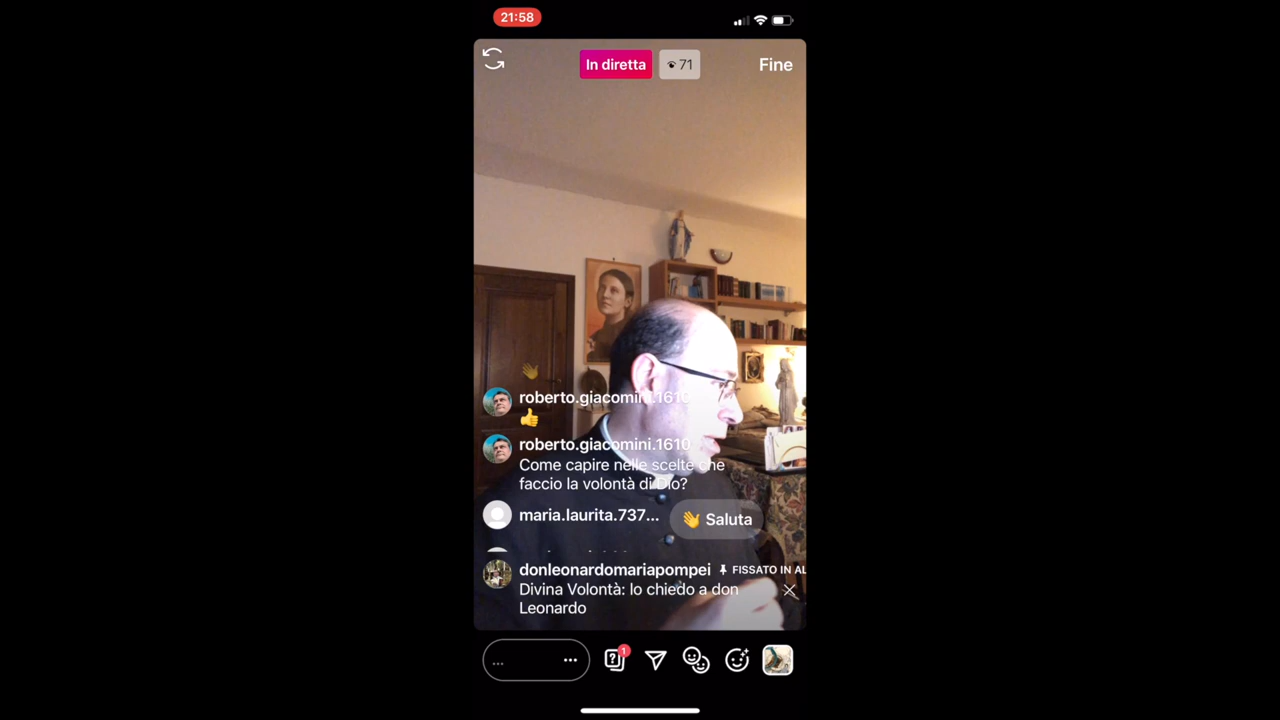 21:58
In diretta
71
Fine
roberto.giacomini.1610
roberto.giacomini.1610
Come capire nelle scelte che
faccio la volontà di Dio?
maria.laurita.737...
Saluta
donleonardomariapompei FISSATO IN AL
Divina Volontà: lo chiedo a don
Leonardo
...
1